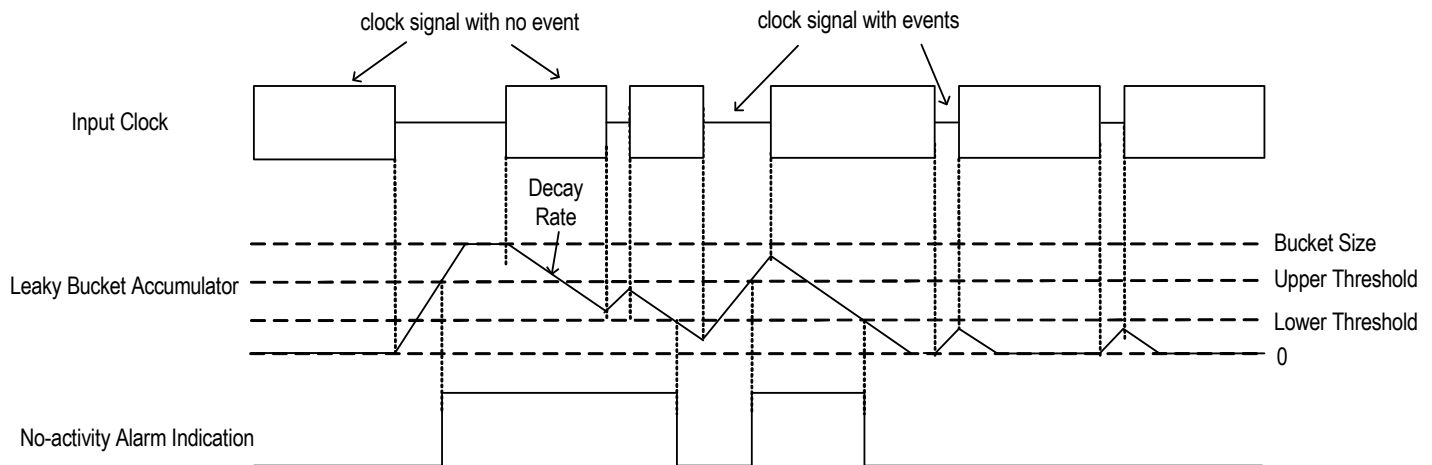 clock signal with no event
clock signal with events
Input Clock
Decay
Rate
Bucket Size
Leaky Bucket Accumulator
Upper Threshold
Lower Threshold
0
No-activity Alarm Indication